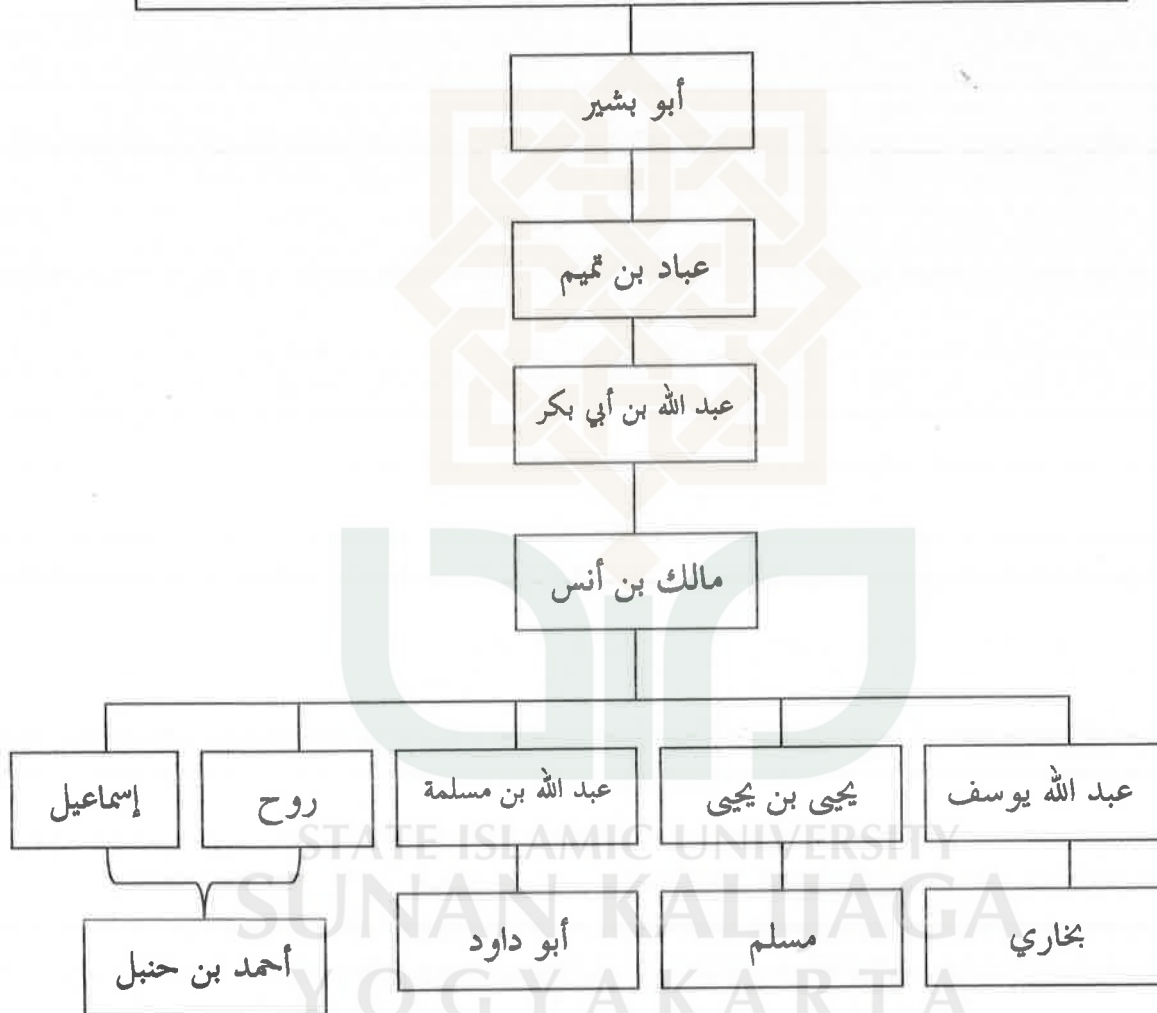 أبو بشير
عباد بن تميم
عبد الله بن أبي بكر
مالك بن أنس
عبد الله يوسف
يحيى بن يحيى
عبد الله بن مسلمة
روح
إسماعيل
بخاري
مسلم
أبو داود
أحمد بن حنبل
STATE ISLAMIC UNIVERSITY
SUNAN KALIJAGA
YOGYAKARTA